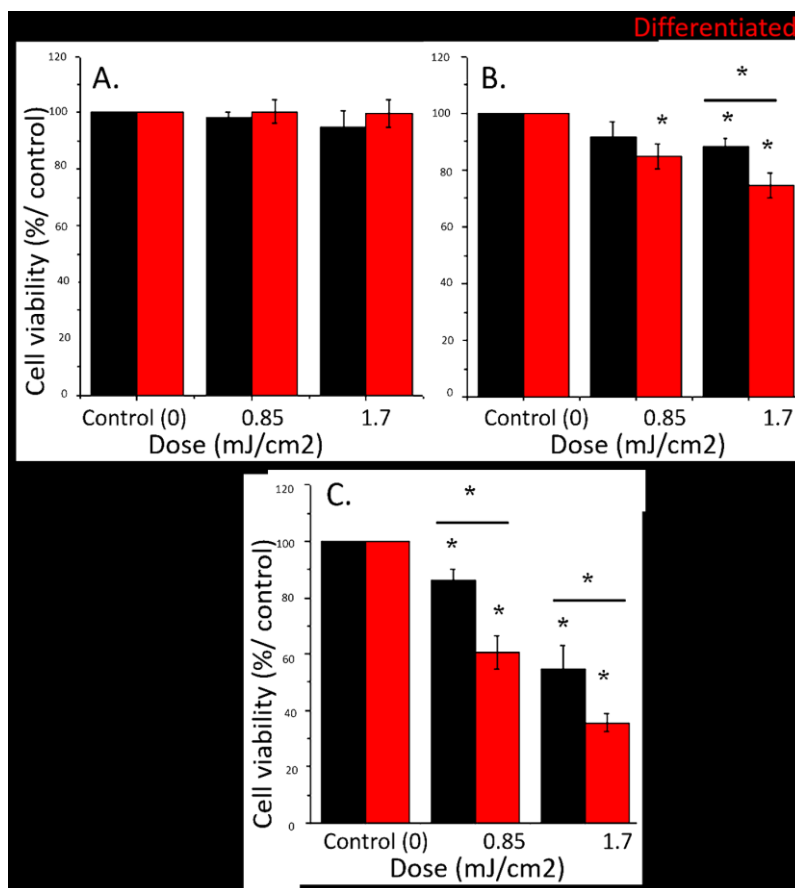 Differentiated
A.
120
100
80
60
40
20
0
Cell viability (%/ control)
Control (0) 0.85 1.7
Dose (mJ/cm2)
B.
*
* * *
120
100
80
60
40
20
0
Control (0) 0.85 1.7
Dose (mJ/cm2)
C.
*
*
*
*
*
*
120
100
80
60
40
20
0
Cell viability (%/ control)
Control (0) 0.85 1.7
Dose (mJ/cm2)